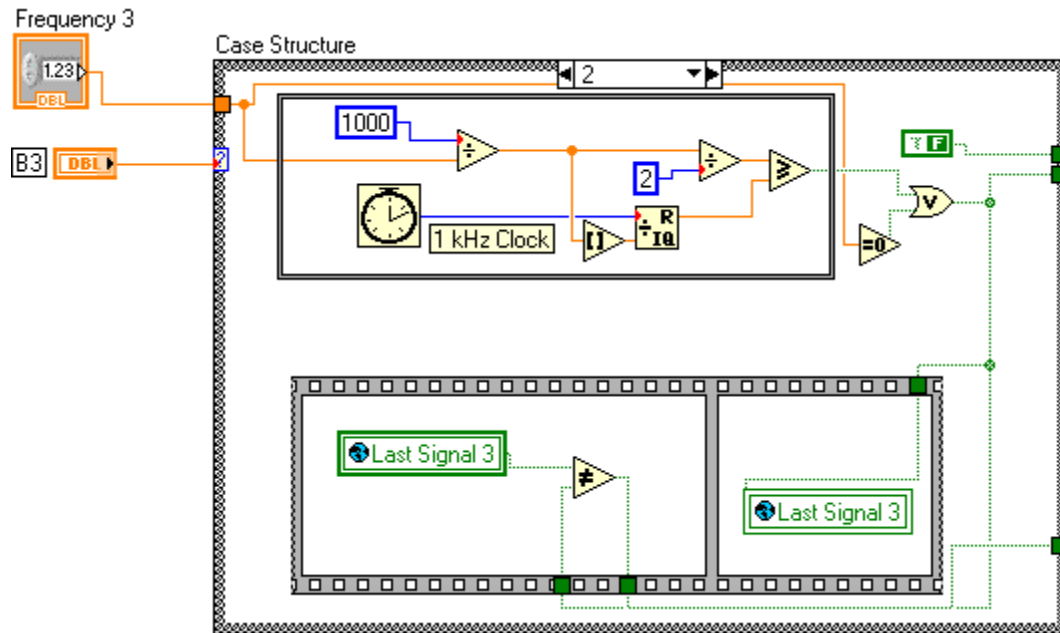 Frequency 3
1.23
DBL
Case Structure
2
1000
÷
÷
2
≥
T F
B3
DBL
?
V
÷ R
IQ
1 kHz Clock
[ ]
=0
Last Signal 3
≠
Last Signal 3